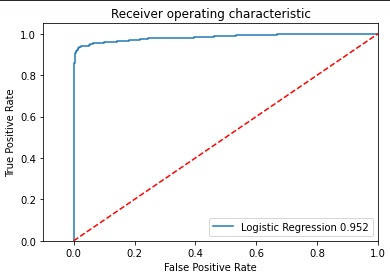 Receiver operating characteristic
True Positive Rate
1.0
0.8
0.6
0.4
0.2
0.0
Logistic Regression 0.952
0.0 0.2 0.4 0.6 0.8 1.0
False Positive Rate